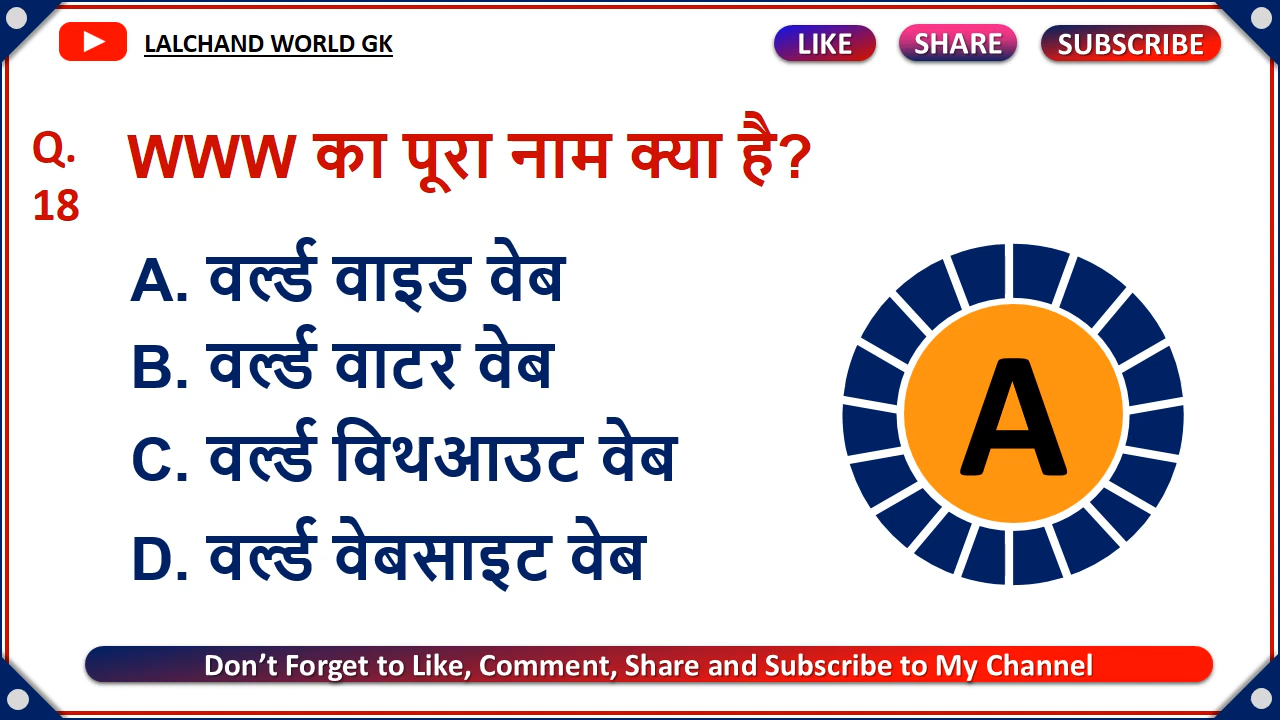 LALCHAND WORLD GK
LIKE SHARE SUBSCRIBE
Q. 18
WWW का पूरा नाम क्या है?
A. वर्ल्ड वाइड वेब
B. वर्ल्ड वाटर वेब
C. वर्ल्ड विथआउट वेब
D. वर्ल्ड वेबसाइट वेब
A
Don’t Forget to Like, Comment, Share and Subscribe to My Channel